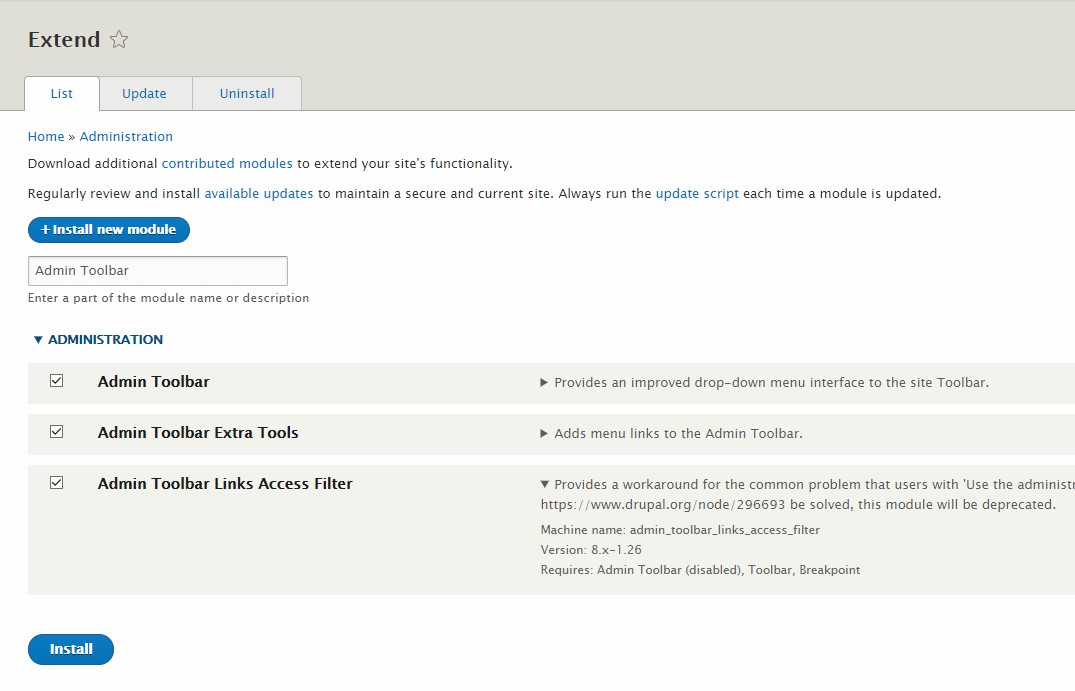 Extend
List Update Uninstall
Home » Administration
Download additional contributed modules to extend your site's functionality.
Regularly review and install available updates to maintain a secure and current site. Always run the update script each time a module is updated.
+Install new module
Admin Toolbar
Enter a part of the module name or description
▼ ADMINISTRATION
Admin Toolbar ▶ Provides an improved drop-down menu interface to the site Toolbar.
Admin Toolbar Extra Tools ▶ Adds menu links to the Admin Toolbar.
Admin Toolbar Links Access Filter ▼ Provides a workaround for the common problem that users with 'Use the administr
https://www.drupal.org/node/296693 be solved, this module will be deprecated.
Machine name: admin_toolbar_links_access_filter
Version: 8.x-1.26
Requires: Admin Toolbar (disabled), Toolbar, Breakpoint
Install